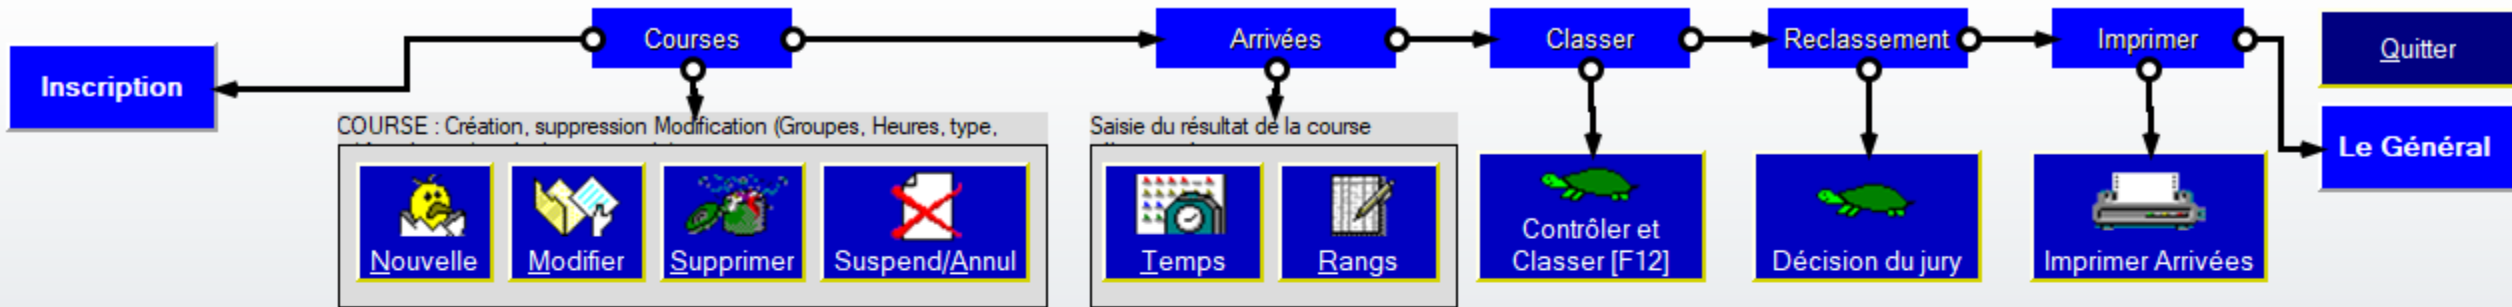 Inscription
Courses
Arrivées
Classer
Reclassement
Imprimer
Quitter
Le Général
COURSE : Création, suppression Modification (Groupes, Heures, type,
Nouvelle
Modifier
Supprimer
Suspend/Annul
Saisie du résultat de la course
Temps
Rangs
Contrôler et
Classer [F12]
Décision du jury
Imprimer Arrivées